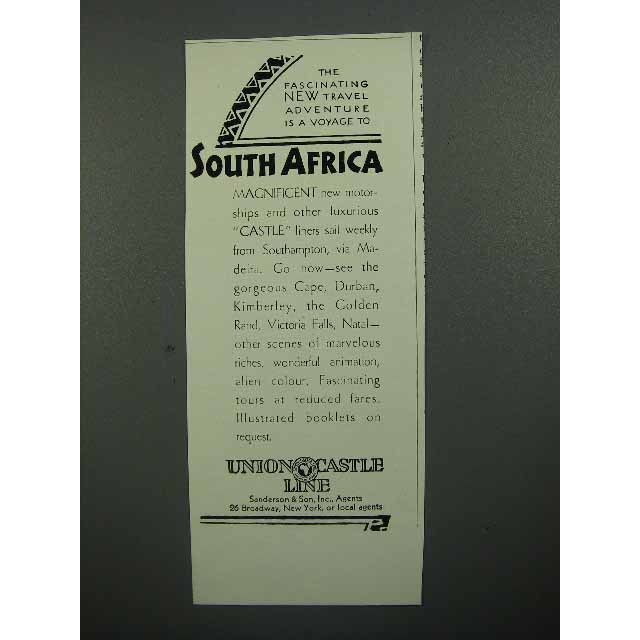 THE
FASCINATING
NEW TRAVEL
ADVENTURE
IS A VOYAGE TO
SOUTH AFRICA
MAGNIFICENT new motor-
ships and other luxurious
"CASTLE" liners sail weekly
from Southampton, via Ma-
deira. Go now—see the
gorgeous Cape, Durban,
Kimberley, the Golden
Rand, Victoria Falls, Natal—
other scenes of marvelous
riches, wonderful animation,
alien colour. Fascinating
tours at reduced fares.
Illustrated booklets on
request.
UNION CASTLE
LINE
Sanderson & Son, Inc., Agents
26 Broadway, New York, or local agents